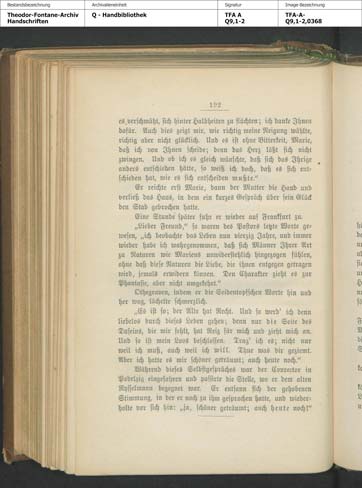 Bestandsbezeichnung
Theodor-Fontane-Archiv
Handschriften
Archivalieneinheit
Q - Handbibliothek
Signatur
TFA A
Q9,1-2
Image-Bezeichnung
TFA-A-
Q9,1-2,0368
192
es verschmäht, sich hinter Halbheiten zu flüchten; ich danke Ihnen
dafür. Auch dies zeigt mir, wie richtig meine Neigung wählte,
richtig aber nicht glücklich. Und es ist ohne Bitterkeit, Marie,
daß ich von Ihnen scheide; denn das Herz läßt sich nicht
zwingen. Und ob ich es gleich wünschte, daß sich das Ihrige
anders entschieden hätte, so weiß ich doch, daß es sich ent-
schieden hat, wie es sich entscheiden mußte.“
Er reichte erst Marie, dann der Mutter die Hand und
verließ das Haus, in dem ein kurzes Gespräch über sein Glück
den Stab gebrochen hatte.
Eine Stunde später fuhr er wieder auf Frankfurt zu.
„Lieber Freund,“ so waren des Pastors letzte Worte ge-
wesen, „ich beobachte das Leben nun vierzig Jahre, und immer
wieder habe ich wahrgenommen, daß sich Männer Ihrer Art
zu Naturen wie Mariens unwiderstehlich hingezogen fühlen,
ohne daß diese Naturen die Liebe, die ihnen entgegen getragen
wird, jemals erwidern können. Den Charakter zieht es zur
Phantasie, aber nicht umgekehrt.“
Othegraven, indem er die Seidentopfschen Worte hin und
her wog, lächelte schmerzlich.
„Es ist so; der Alte hat Recht. Und so werd' ich denn
lieblos durch dieses Leben gehen; denn nur die Seite des
Daseins, die mir fehlt, hat Reiz für mich und zieht mich an.
Und so ist mein Loos beschlossen. Trag' ich es; nicht nur
weil ich muß, auch weil ich will. Thue was dir geziemt.
Aber ich hatte es mir schöner geträumt; auch heute noch.“
Während dieses Selbstgespräches war der Conrector in
Podelzig eingefahren und passirte die Stelle, wo er dem alten
Rysselmann begegnet war. Er entsann sich der gehobenen
Stimmung, in der er noch zu ihm gesprochen hatte, und wieder-
holte vor sich hin: „ja, schöner geträumt; auch heute noch!“